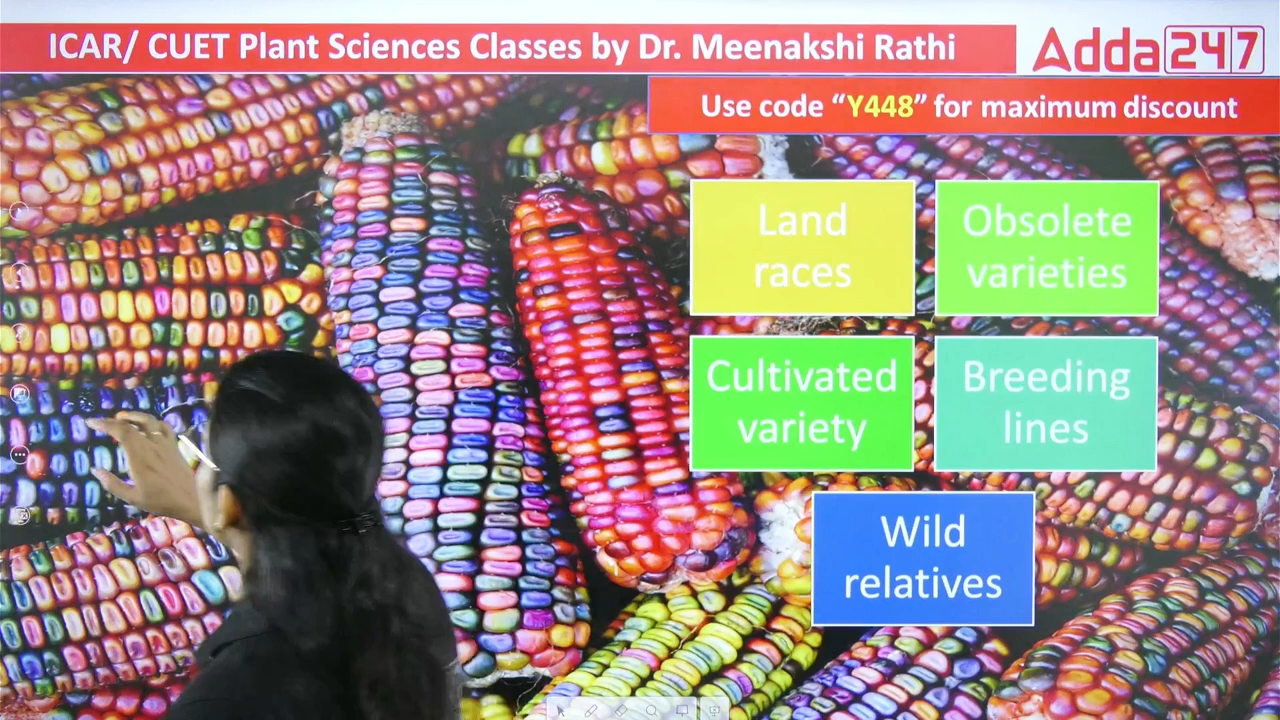 ICAR/ CUET Plant Sciences Classes by Dr. Meenakshi Rathi
Adda247
Use code “Y448” for maximum discount
Land
races
Obsolete
varieties
Cultivated
variety
Breeding
lines
Wild
relatives